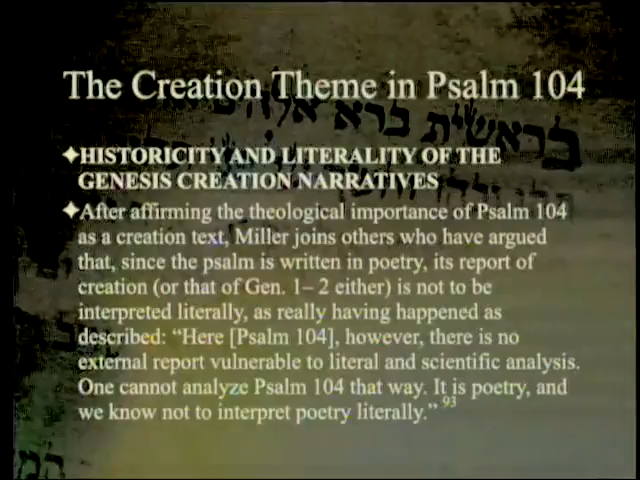 The Creation Theme in Psalm 104
בראשית ברא אלהים
✦HISTORICITY AND LITERALITY OF THE
GENESIS CREATION NARRATIVES
✦After affirming the theological importance of Psalm 104
as a creation text, Miller joins others who have argued
that, since the psalm is written in poetry, its report of
creation (or that of Gen. 1– 2 either) is not to be
interpreted literally, as really having happened as
described: “Here [Psalm 104], however, there is no
external report vulnerable to literal and scientific analysis.
One cannot analyze Psalm 104 that way. It is poetry, and
we know not to interpret poetry literally.” 93